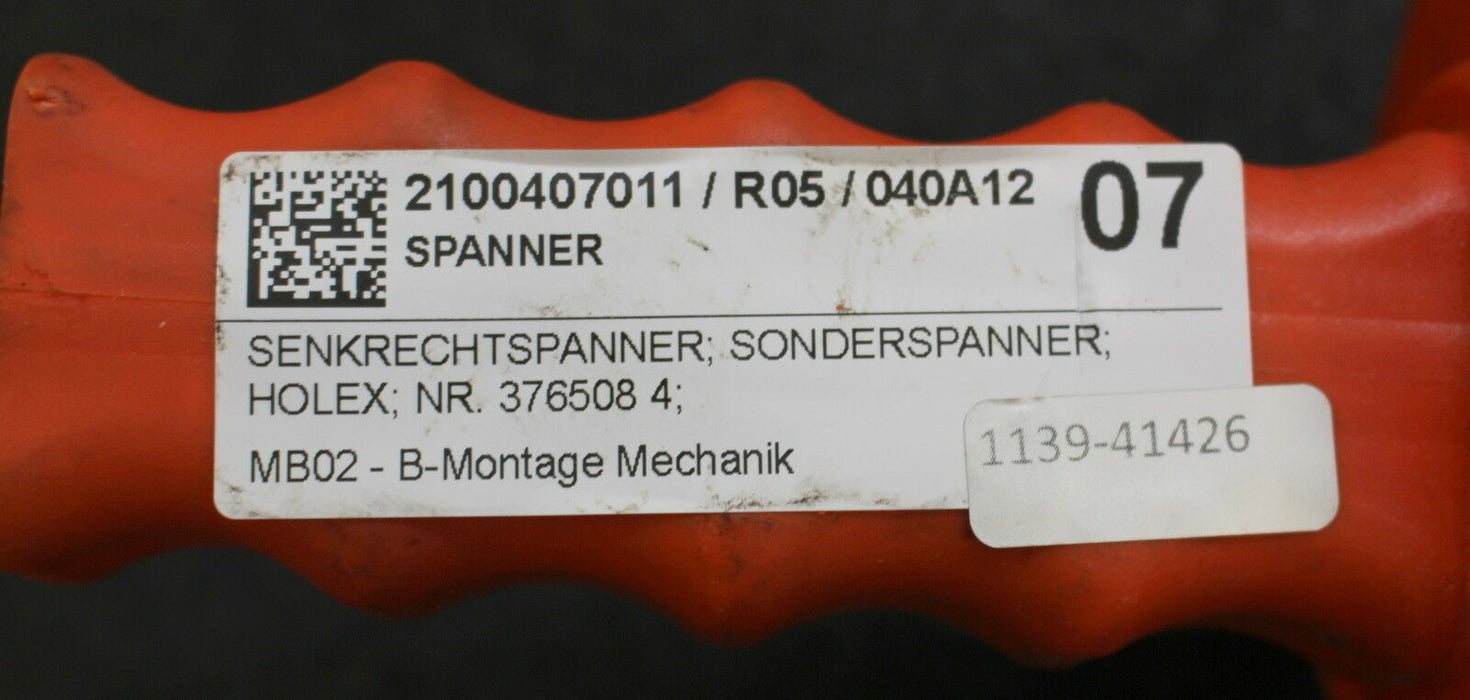 2100407011 / R05 / 040A12 07
SPANNER
SENKRECHTSPANNER; SONDERSPANNER;
HOLEX; NR. 376508 4;
MB02 - B-Montage Mechanik
1139-41426